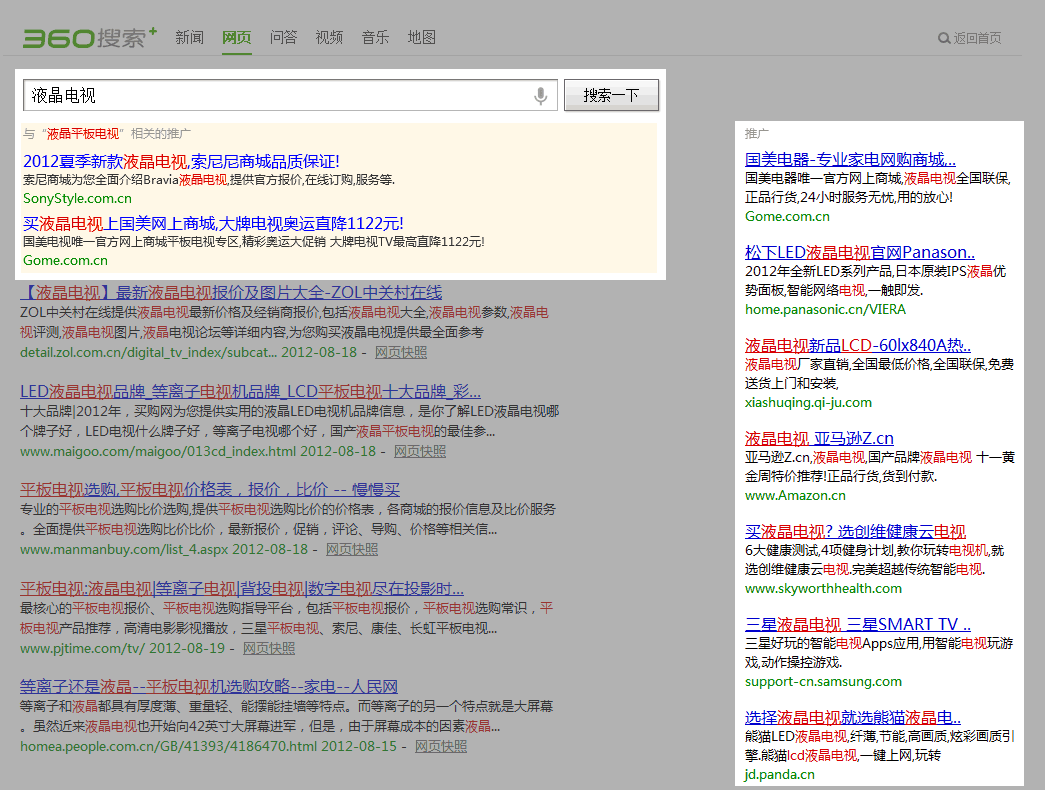 360搜索+ 新闻 网页 问答 视频 音乐 地图 返回首页
液晶电视 搜索一下
与“液晶平板电视”相关的推广
2012夏季新款液晶电视,索尼尼商城品质保证!
索尼商城为您全面介绍Bravia液晶电视,提供官方报价,在线订购,服务等.
SonyStyle.com.cn
买液晶电视上国美网上商城,大牌电视奥运直降1122元!
国美电视唯一官方网上商城平板电视专区,精彩奥运大促销 大牌电视TV最高直降1122元!
Gome.com.cn
【液晶电视】最新液晶电视报价及图片大全-ZOL中关村在线
ZOL中关村在线提供液晶电视最新价格及经销商报价,包括液晶电视大全,液晶电视参数,液晶电
视评测,液晶电视图片,液晶电视论坛等详细内容,为您购买液晶电视提供最全面参考
detail.zol.com.cn/digital_tv_index/subcat... 2012-08-18 - 网页快照
LED液晶电视品牌_等离子电视机品牌_LCD平板电视十大品牌_彩...
十大品牌|2012年，买购网为您提供实用的液晶LED电视机品牌信息，是你了解LED液晶电视哪
个牌子好，LED电视什么牌子好，等离子电视哪个好，国产液晶平板电视的最佳参...
www.maigoo.com/maigoo/013cd_index.html 2012-08-18 - 网页快照
平板电视选购,平板电视价格表，报价，比价 -- 慢慢买
专业的平板电视选购比价选购,提供平板电视选购比价的价格表，各商城的报价信息及比价服务
。全面提供平板电视选购比价比价，最新报价，促销，评论、导购、价格等相关信...
www.manmanbuy.com/list_4.aspx 2012-08-18 - 网页快照
平板电视:液晶电视|等离子电视|背投电视|数字电视尽在投影时...
最核心的平板电视报价、平板电视选购指导平台，包括平板电视报价，平板电视选购常识，平
板电视产品推荐，高清电影影视播放，三星平板电视、索尼、康佳、长虹平板电视...
www.pjtime.com/tv/ 2012-08-19 - 网页快照
等离子还是液晶--平板电视机选购攻略--家电--人民网
等离子和液晶都具有厚度薄、重量轻、能摆能挂墙等特点。而等离子的另一个特点就是大屏幕
。虽然近来液晶电视也开始向42英寸大屏幕进军，但是，由于屏幕成本的因素液晶...
homea.people.com.cn/GB/41393/4186470.html 2012-08-15 - 网页快照
推广
国美电器-专业家电网购商城...
国美电器唯一官方网上商城,液晶电视全国联保,
正品行货,24小时服务无忧,用的放心!
Gome.com.cn
松下LED液晶电视官网Panason..
2012年全新LED系列产品,日本原装IPS液晶优
势面板,智能网络电视,一触即发.
home.panasonic.cn/VIERA
液晶电视新品LCD-60lx840A热..
液晶电视厂家直销,全国最低价格,全国联保,免费
送货上门和安装,
xiashuqing.qi-ju.com
液晶电视 亚马逊Z.cn
亚马逊Z.cn,液晶电视,国产品牌液晶电视 十一黄
金周特价推荐!正品行货,货到付款.
www.Amazon.cn
买液晶电视? 选创维健康云电视
6大健康测试,4项健身计划,教你玩转电视机,就
选创维健康云电视.完美超越传统智能电视.
www.skyworthhealth.com
三星液晶电视 三星SMART TV ..
三星好玩的智能电视Apps应用,用智能电视玩游
戏,动作操控游戏.
support-cn.samsung.com
选择液晶电视就选熊猫液晶电..
熊猫LED液晶电视,纤薄,节能,高画质,炫彩画质引
擎.熊猫lcd液晶电视,一键上网,玩转
jd.panda.cn